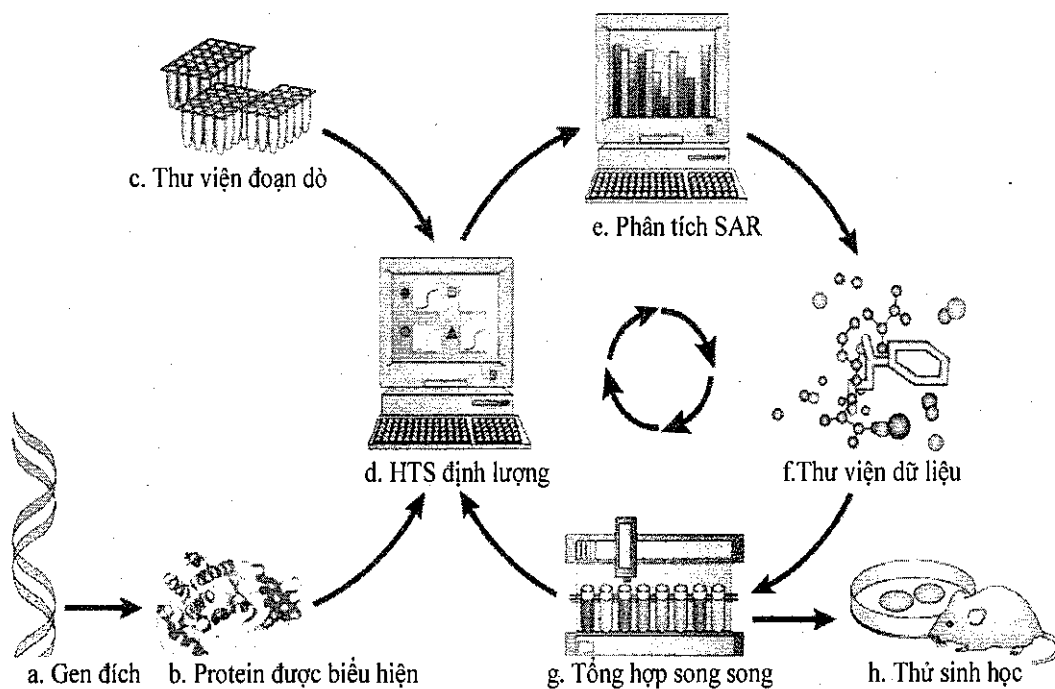 c. Thư viện đoạn dò
e. Phân tích SAR
d. HTS định lượng
f.Thư viện dữ liệu
a. Gen đích
b. Protein được biểu hiện
g. Tổng hợp song song
h. Thử sinh học